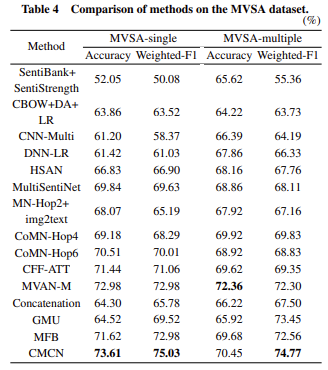 Table 4 Comparison of methods on the MVSA dataset.
(%)
Method MVSA-single MVSA-multiple
Accuracy Weighted-F1 Accuracy Weighted-F1
SentiBank+
SentiStrength 52.05 50.08 65.62 55.36
CBOW+DA+
LR 63.86 63.52 64.22 63.73
CNN-Multi 61.20 58.37 66.39 64.19
DNN-LR 61.42 61.03 67.86 66.33
HSAN 66.83 66.90 68.16 67.76
MultiSentiNet 69.84 69.63 68.86 68.11
MN-Hop2+
img2text 68.07 65.19 67.92 67.16
CoMN-Hop4 69.18 68.29 69.92 69.83
CoMN-Hop6 70.51 70.01 68.92 68.83
CFF-ATT 71.44 71.06 69.62 69.35
MVAN-M 72.98 72.98 72.36 72.30
Concatenation 64.30 65.78 66.22 67.50
GMU 64.52 69.52 65.92 73.45
MFB 71.62 72.98 69.68 72.56
CMCN 73.61 75.03 70.45 74.77